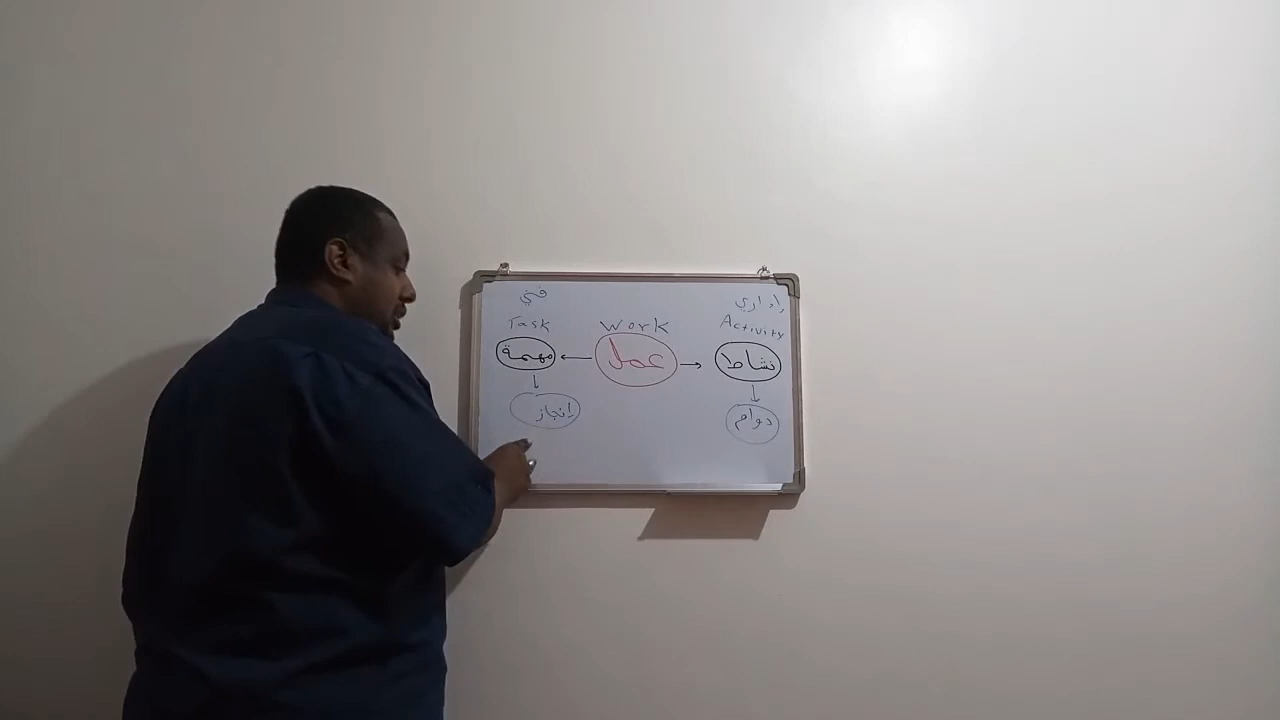 إداري
فني
Activity
Work
Task
نشاط
عمل
مهمة
دوام
إنجاز